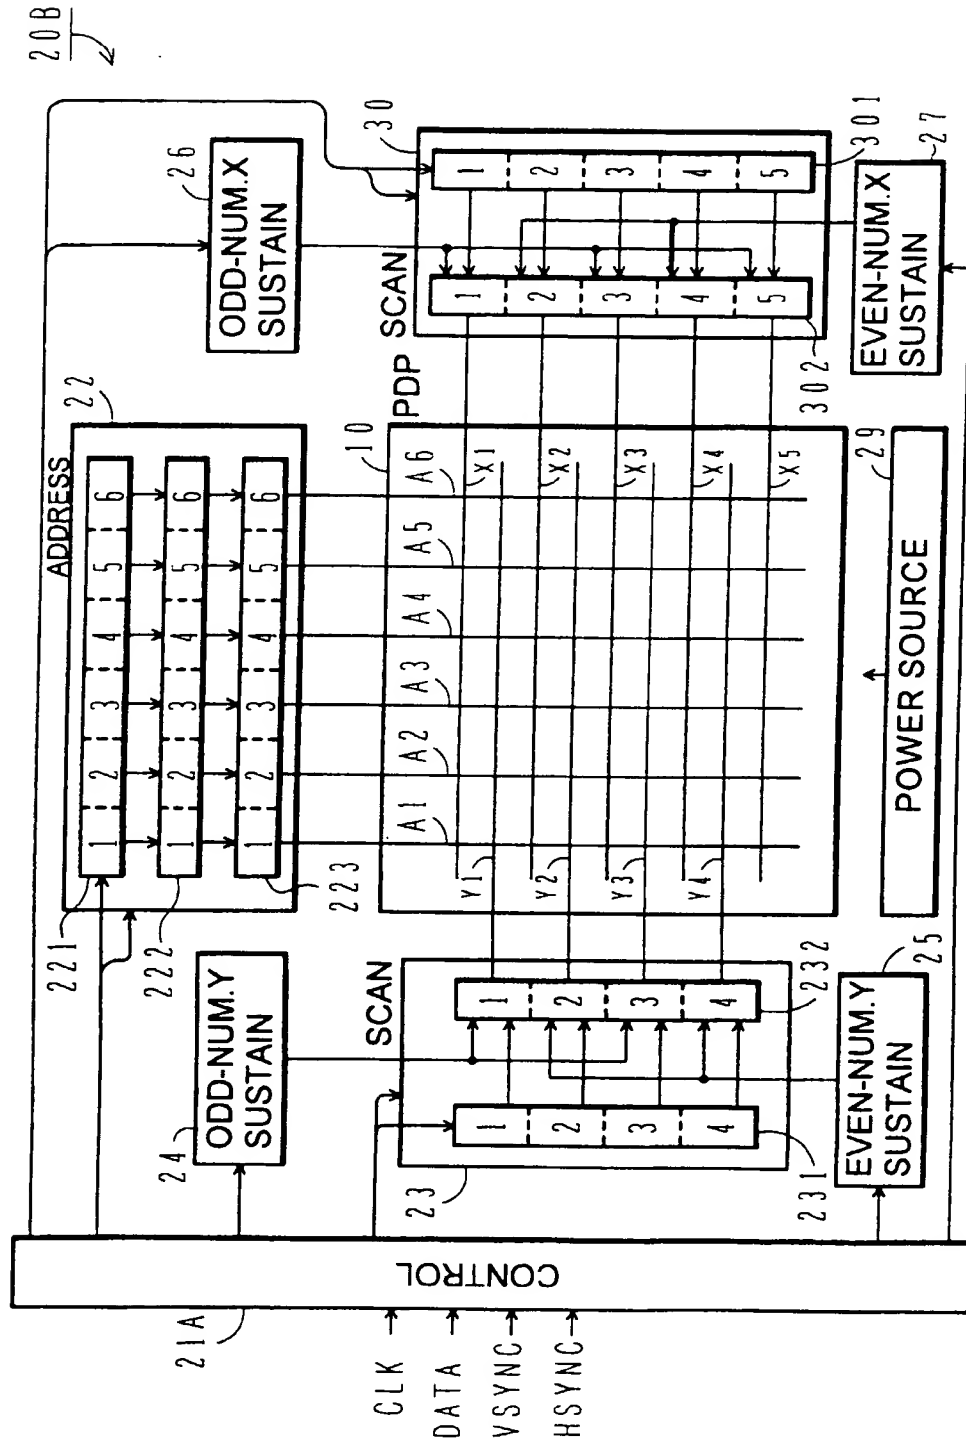 20B
ADDRESS
22
221
1 2 3 4 5 6
222
1 2 3 4 5 6
223
1 2 3 4 5 6
24
ODD-NUM.Y
SUSTAIN
26
ODD-NUM.X
SUSTAIN
21A
CONTROL
CLK
DATA
VSYNC
HSYNC
SCAN
23
231
1
2
3
4
232
1
2
3
4
PDP
10
A1 A2 A3 A4 A5 A6
Y1
Y2
Y3
Y4
X1
X2
X3
X4
X5
SCAN
30
302
1
2
3
4
5
301
1
2
3
4
5
25
EVEN-NUM.Y
SUSTAIN
27
EVEN-NUM.X
SUSTAIN
29
POWER SOURCE